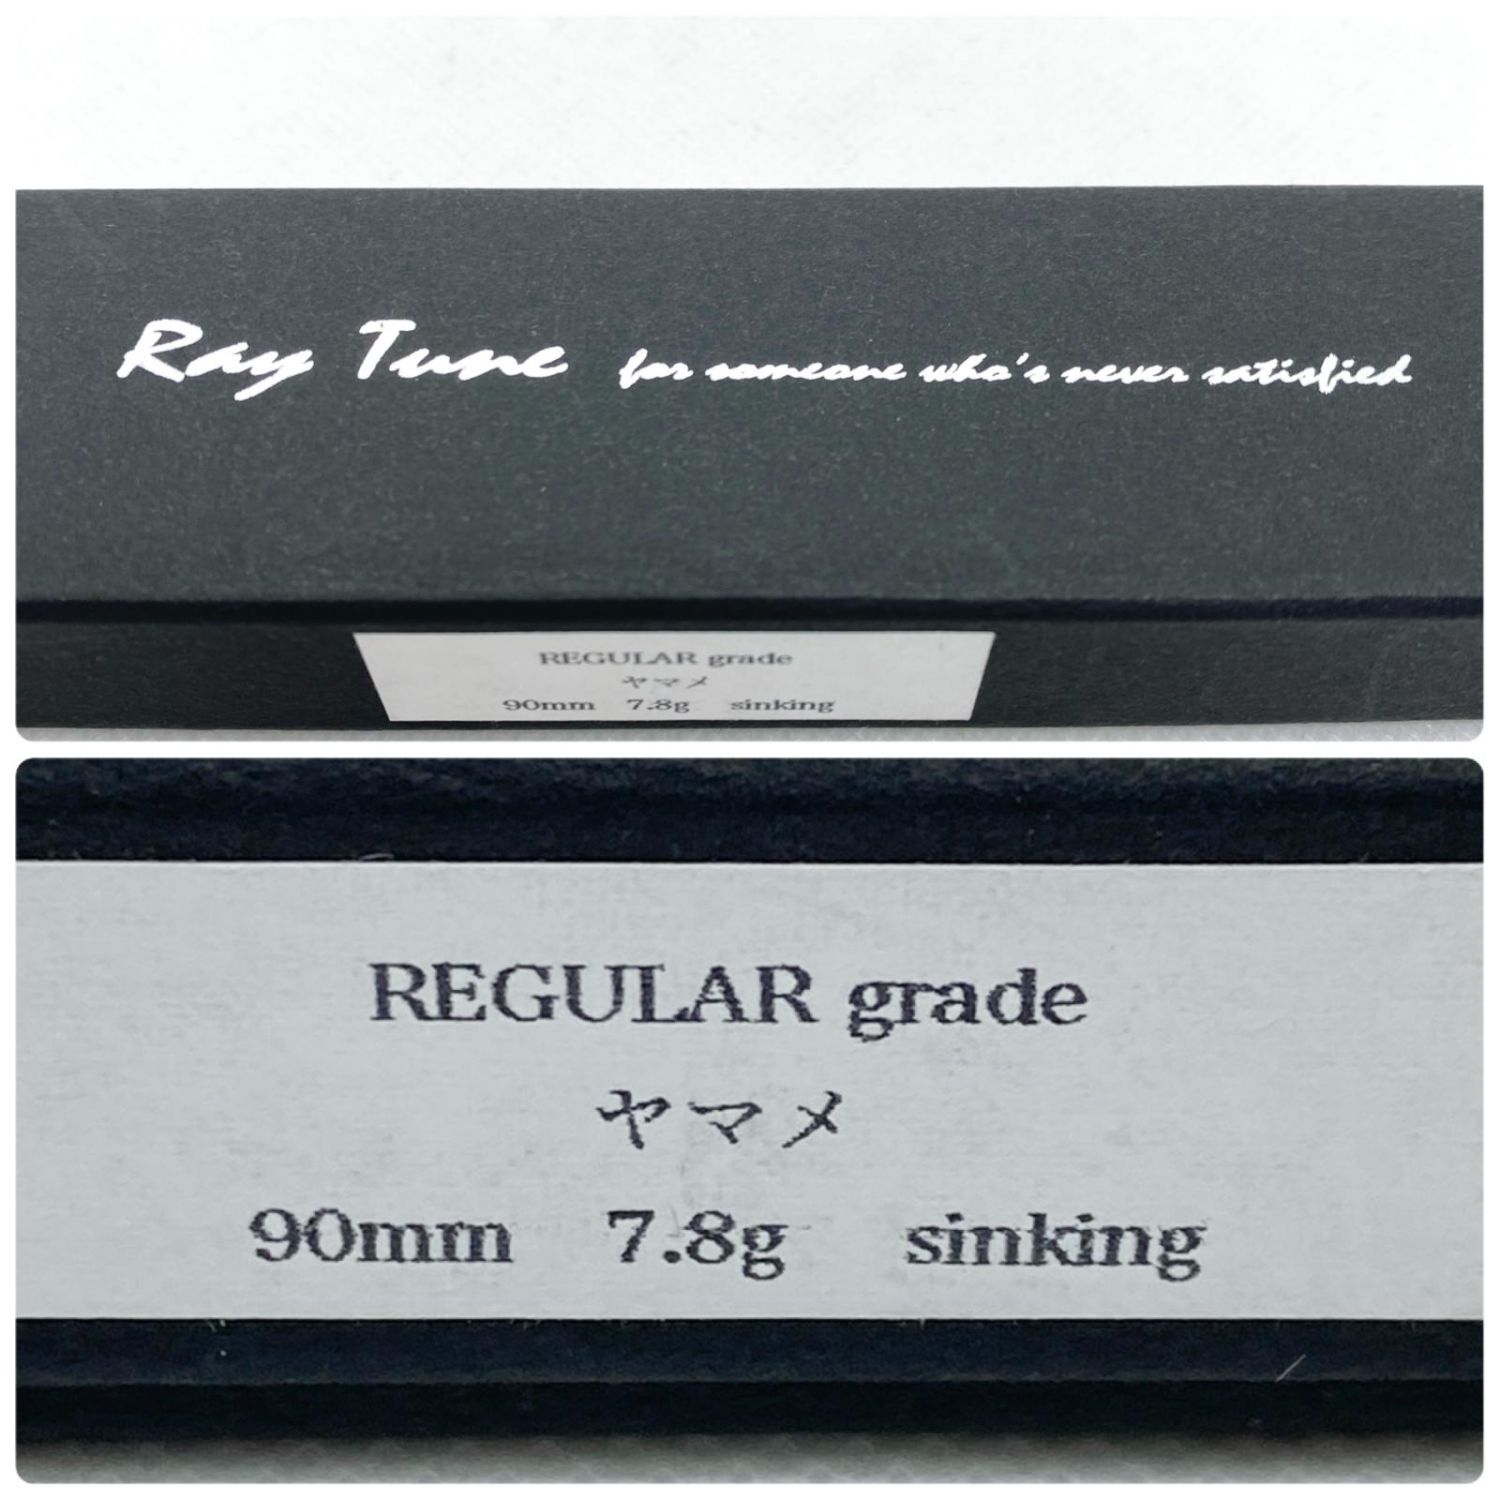 Ray Tune for someone who's never satisfied
REGULAR grade
ヤマメ
90mm 7.8g sinking
REGULAR grade
ヤマメ
90mm 7.8g sinking